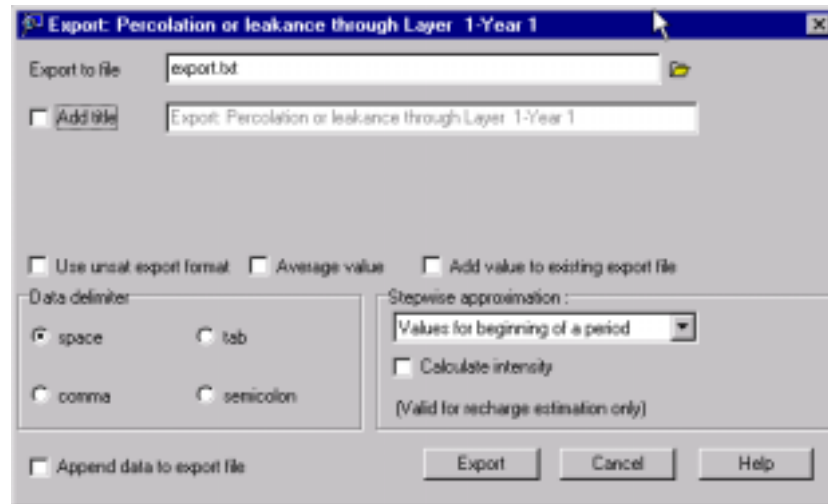 Export: Percolation or leakance through Layer 1-Year 1
Export to file
export.txt
Add title
Export: Percolation or leakance through Layer 1-Year 1
Use unsat export format
Average value
Add value to existing export file
Data delimiter
space
tab
comma
semicolon
Stepwise approximation :
Values for beginning of a period
Calculate intensity
(Valid for recharge estimation only)
Append data to export file
Export
Cancel
Help